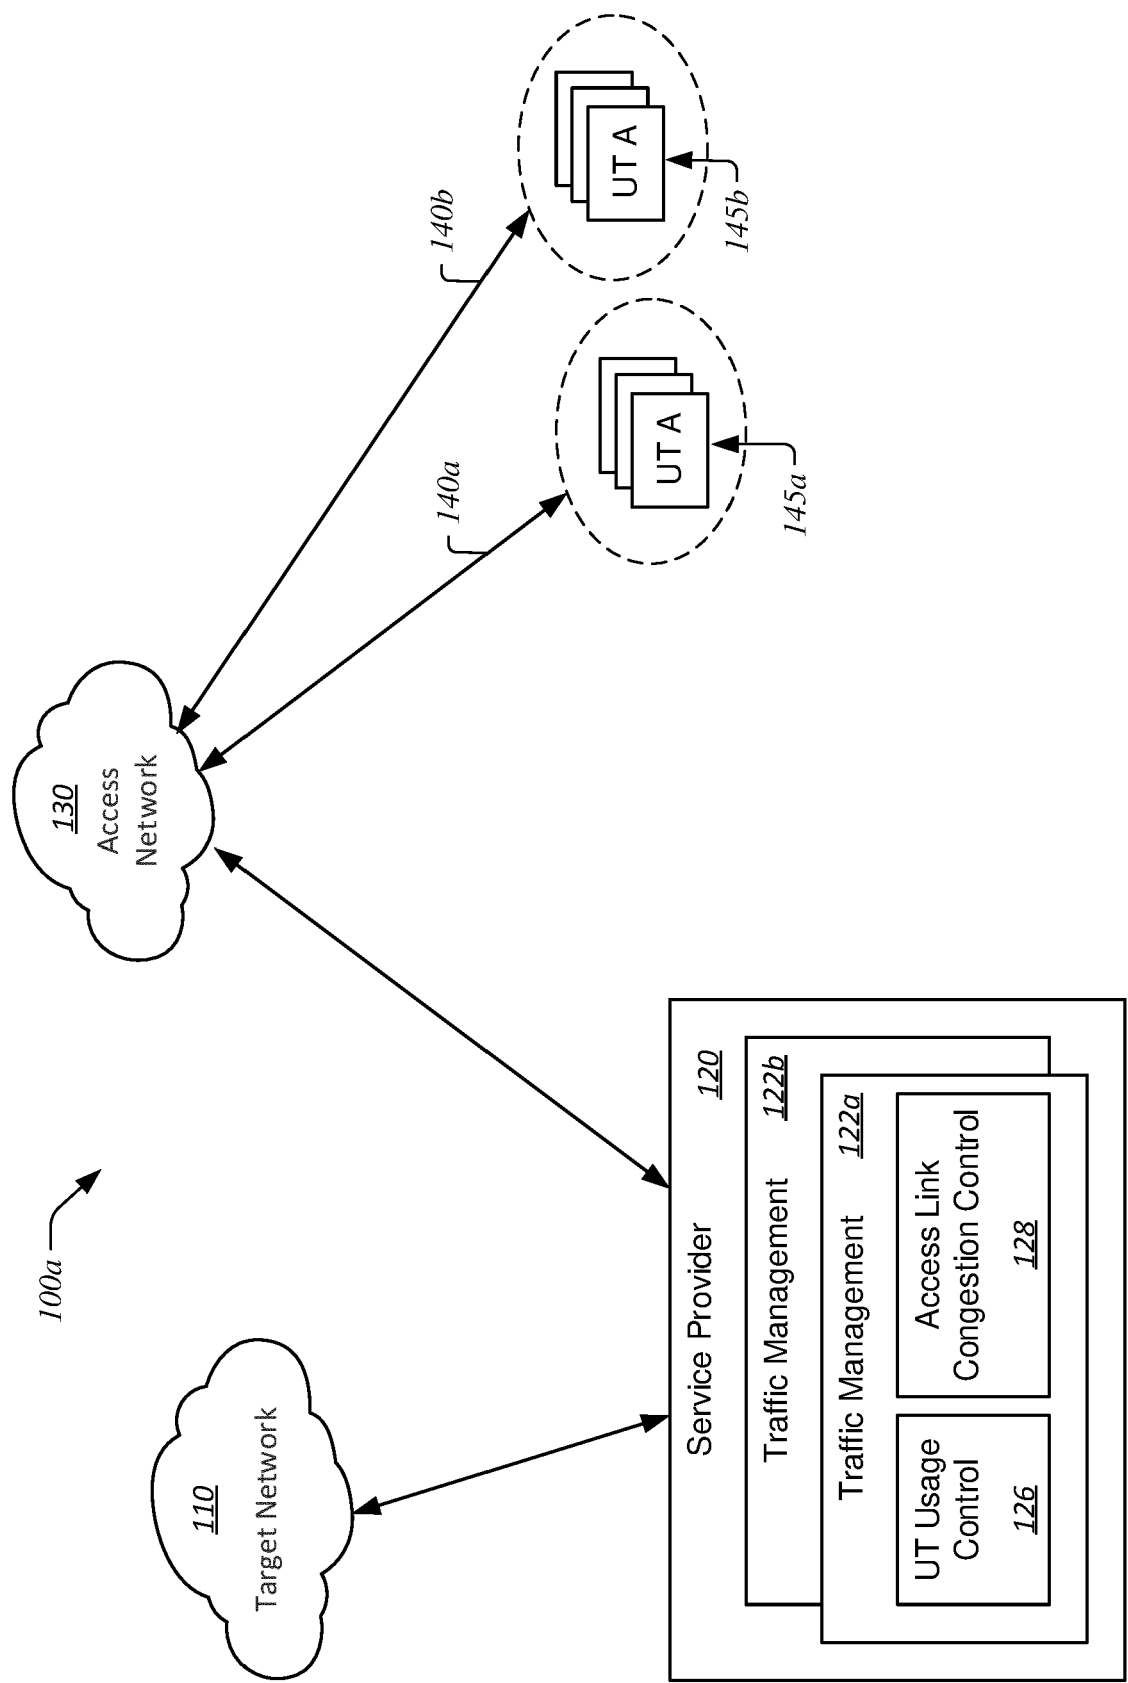 100a
130
Access
Network
110
Target Network
140b
140a
UT A
145b
UT A
145a
Service Provider
120
Traffic Management
122b
Traffic Management
122a
UT Usage
Control
126
Access Link
Congestion Control
128